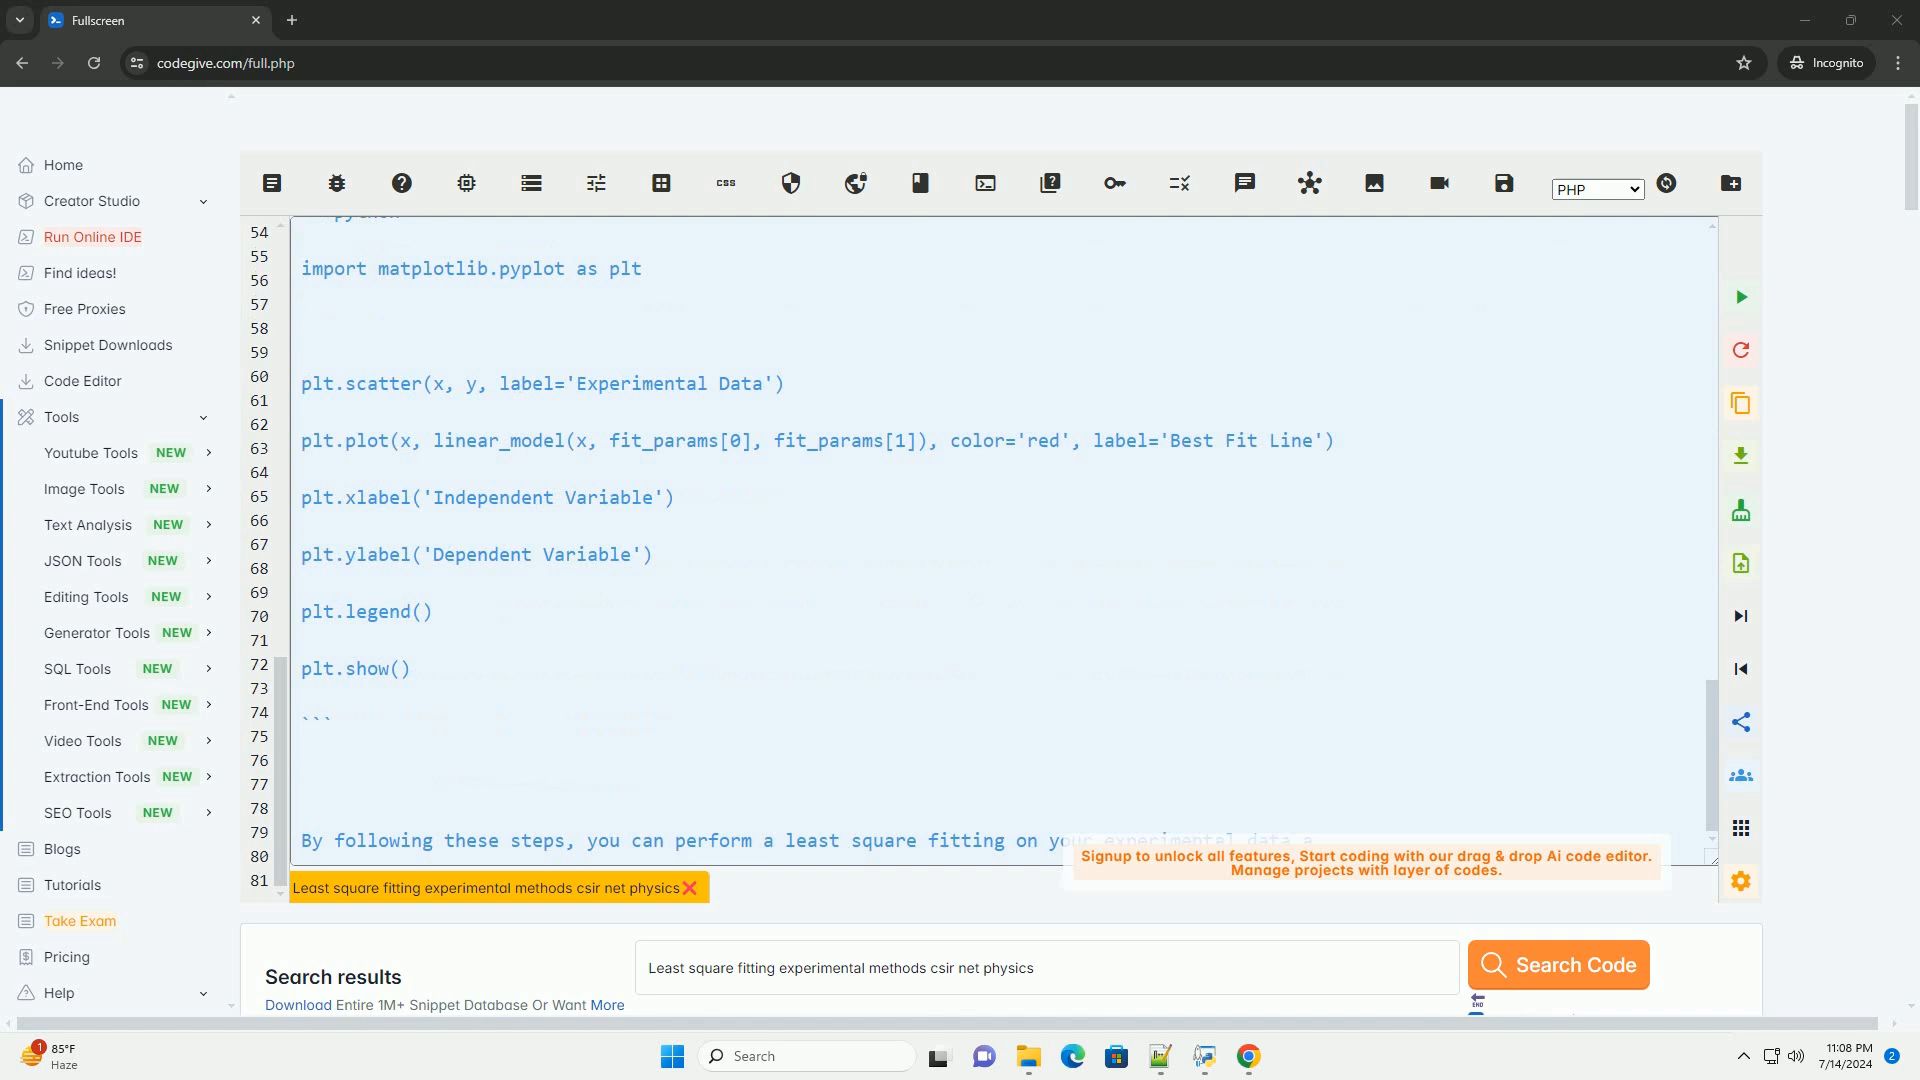 Fullscreen
codegive.com/full.php
Incognito
Home
Creator Studio
Run Online IDE
Find ideas!
Free Proxies
Snippet Downloads
Code Editor
Tools
Youtube Tools NEW
Image Tools NEW
Text Analysis NEW
JSON Tools NEW
Editing Tools NEW
Generator Tools NEW
SQL Tools NEW
Front-End Tools NEW
Video Tools NEW
Extraction Tools NEW
SEO Tools NEW
Blogs
Tutorials
Take Exam
Pricing
Help
css
PHP
54
55
56
57
58
59
60
61
62
63
64
65
66
67
68
69
70
71
72
73
74
75
76
77
78
79
80
81
import matplotlib.pyplot as plt
plt.scatter(x, y, label='Experimental Data')
plt.plot(x, linear_model(x, fit_params[0], fit_params[1]), color='red', label='Best Fit Line')
plt.xlabel('Independent Variable')
plt.ylabel('Dependent Variable')
plt.legend()
plt.show()
```
By following these steps, you can perform a least square fitting on your experimental data a
Signup to unlock all features, Start coding with our drag & drop Ai code editor.
Manage projects with layer of codes.
Least square fitting experimental methods csir net physics
Search results
Download Entire 1M+ Snippet Database Or Want More
Least square fitting experimental methods csir net physics
Search Code
END
1
85°F
Haze
Search
11:08 PM
7/14/2024
2